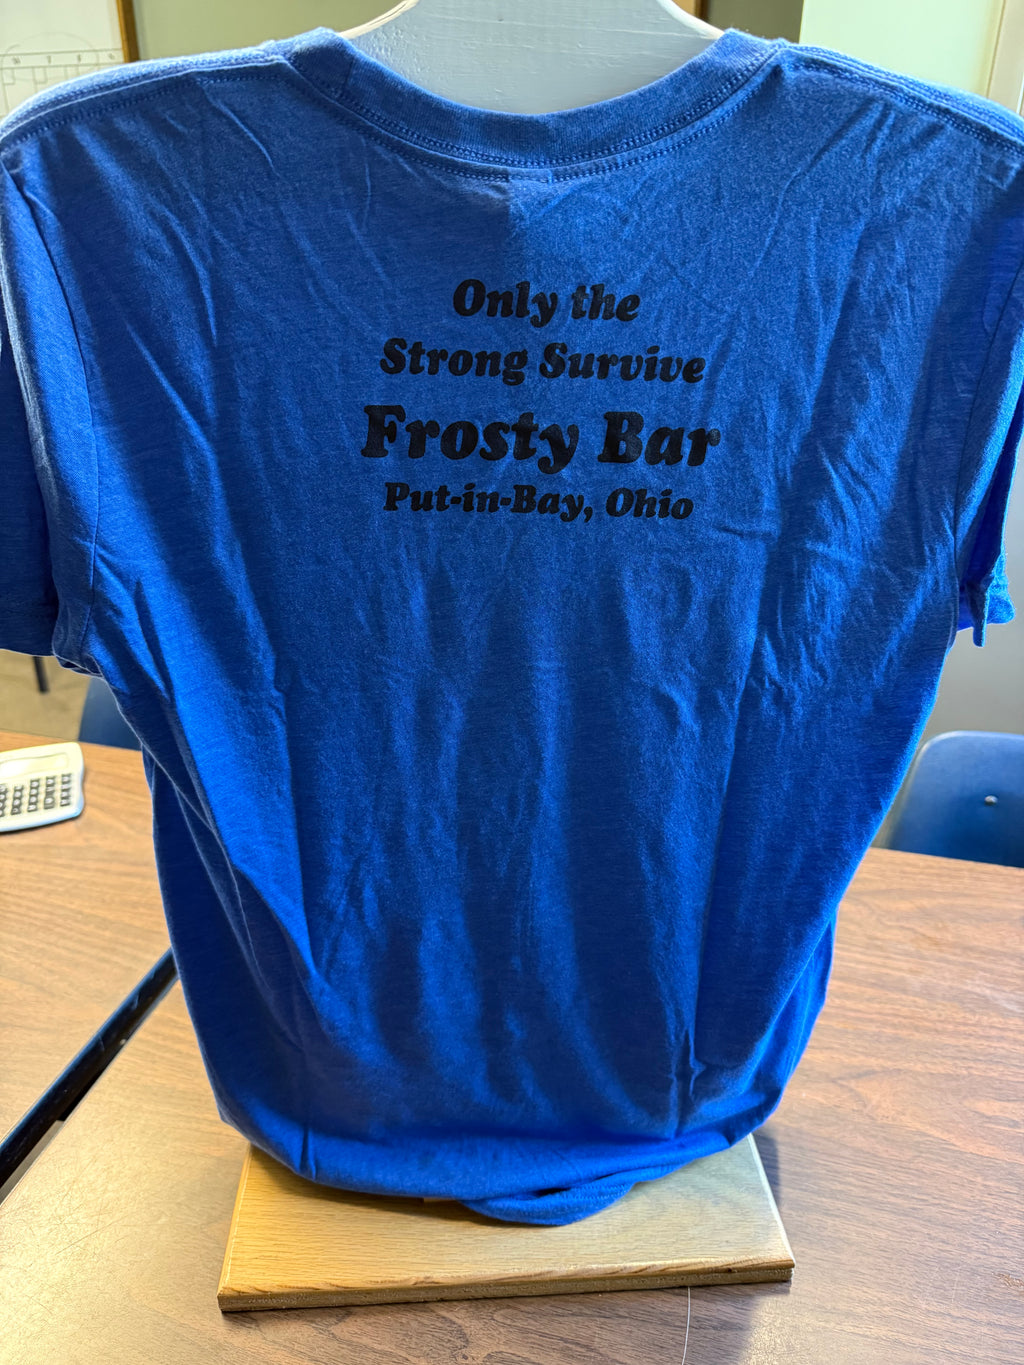 Only the
Strong Survive
Frosty Bar
Put-in-Bay, Ohio